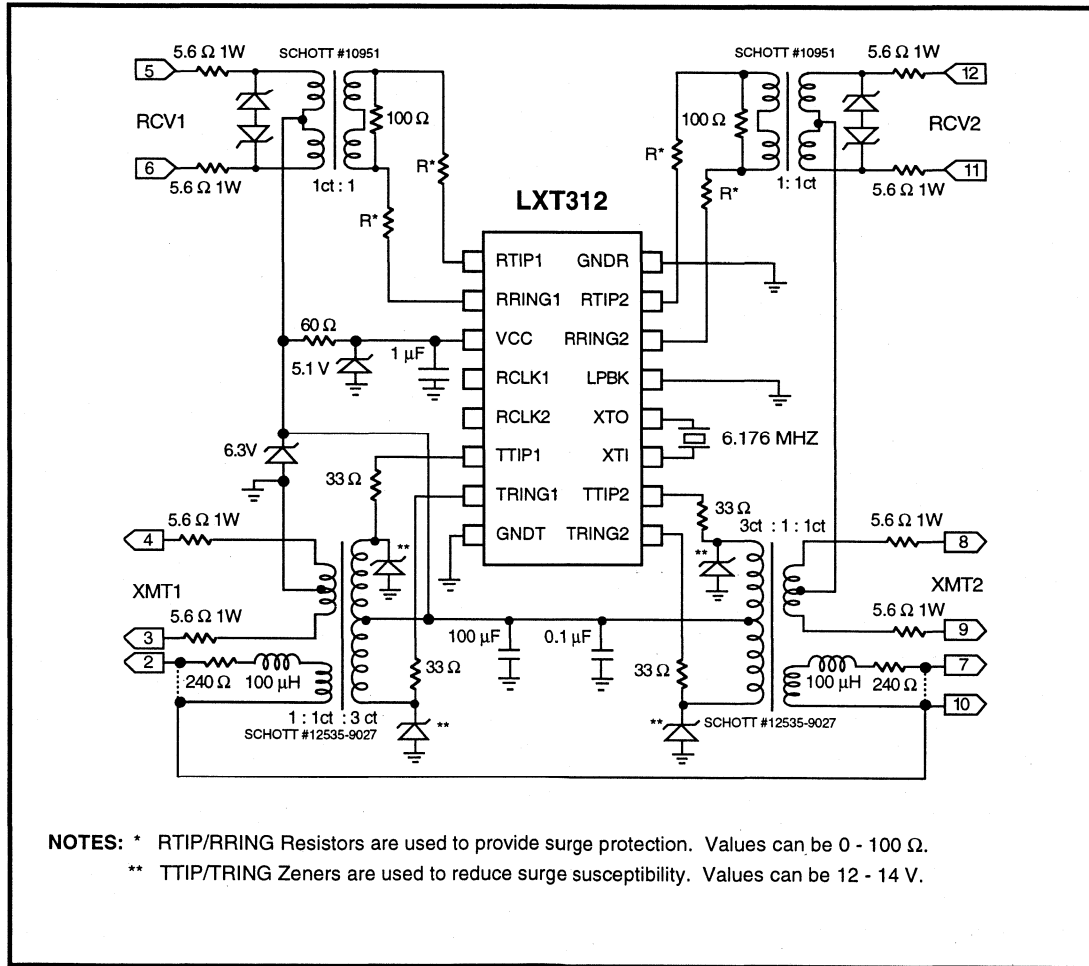 SCHOTT #10951
SCHOTT #10951
5.6 Ω 1W
5.6 Ω 1W
5
12
RCV1
100 Ω
100 Ω
RCV2
R*
R*
6
11
5.6 Ω 1W
1ct : 1
R*
R*
1 : 1ct
5.6 Ω 1W
LXT312
RTIP1
GNDR
RRING1
RTIP2
60 Ω
VCC
RRING2
5.1 V
1 µF
RCLK1
LPBK
RCLK2
XTO
6.176 MHZ
6.3V
TTIP1
XTI
33 Ω
TRING1
TTIP2
33 Ω
GNDT
TRING2
3ct : 1 : 1ct
5.6 Ω 1W
5.6 Ω 1W
4
8
**
**
XMT1
XMT2
5.6 Ω 1W
5.6 Ω 1W
3
9
100 µF
0.1 µF
2
7
33 Ω
33 Ω
240 Ω
100 µH
100 µH
240 Ω
10
1 : 1ct : 3 ct
SCHOTT #12535-9027
**
**
SCHOTT #12535-9027
NOTES: * RTIP/RRING Resistors are used to provide surge protection. Values can be 0 - 100 Ω.
** TTIP/TRING Zeners are used to reduce surge susceptibility. Values can be 12 - 14 V.